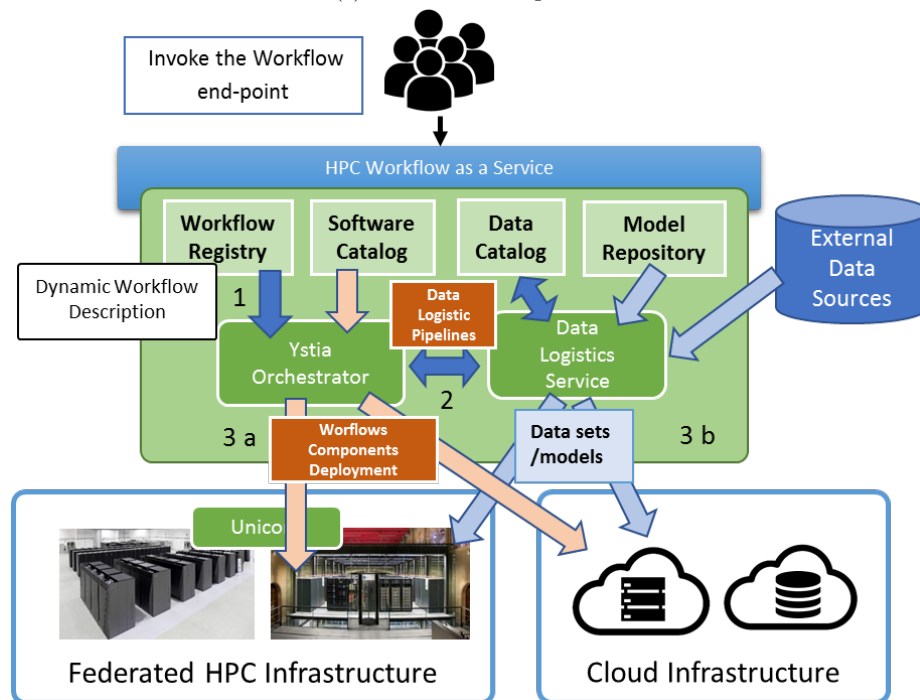 Invoke the Workflow
end-point
HPC Workflow as a Service
Workflow
Registry
Software
Catalog
Data
Catalog
Model
Repository
External
Data
Sources
Dynamic Workflow
Description
1
Data
Logistic
Pipelines
Ystia
Orchestrator
Data
Logistics
Service
2
3 a
Worflows
Components
Deployment
Data sets
/models
3 b
Unico
Federated HPC Infrastructure
Cloud Infrastructure